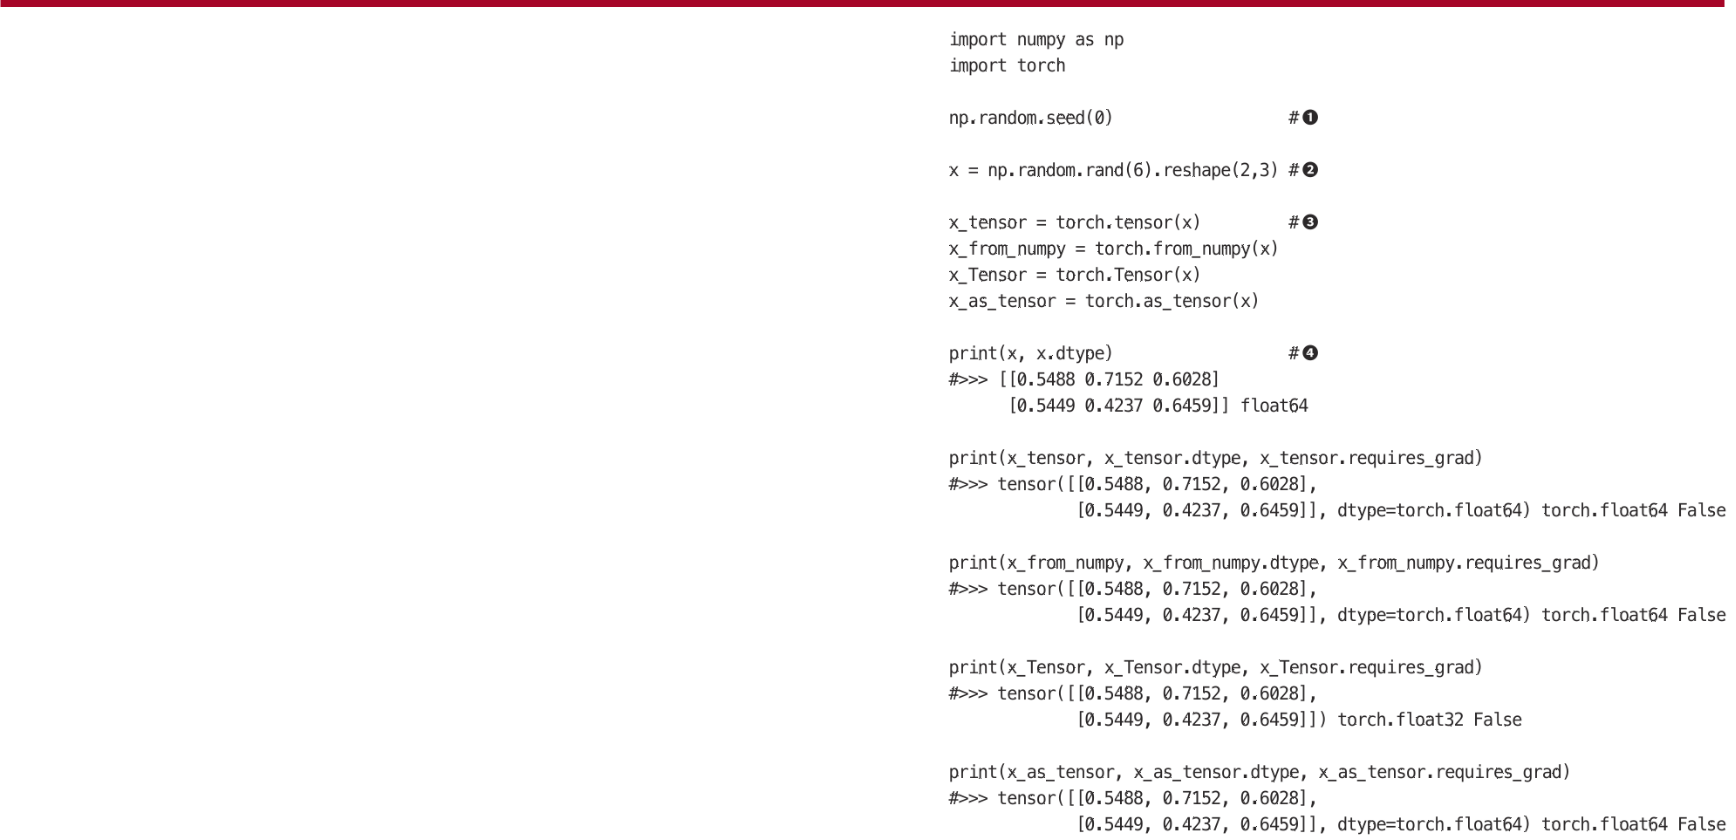 import numpy as np
import torch
np.random.seed(0) #❶
x = np.random.rand(6).reshape(2,3) #❷
x_tensor = torch.tensor(x) #❸
x_from_numpy = torch.from_numpy(x)
x_Tensor = torch.Tensor(x)
x_as_tensor = torch.as_tensor(x)
print(x, x.dtype) #❹
#>>> [[0.5488 0.7152 0.6028]
[0.5449 0.4237 0.6459]] float64
print(x_tensor, x_tensor.dtype, x_tensor.requires_grad)
#>>> tensor([[0.5488, 0.7152, 0.6028],
[0.5449, 0.4237, 0.6459]], dtype=torch.float64) torch.float64 False
print(x_from_numpy, x_from_numpy.dtype, x_from_numpy.requires_grad)
#>>> tensor([[0.5488, 0.7152, 0.6028],
[0.5449, 0.4237, 0.6459]], dtype=torch.float64) torch.float64 False
print(x_Tensor, x_Tensor.dtype, x_Tensor.requires_grad)
#>>> tensor([[0.5488, 0.7152, 0.6028],
[0.5449, 0.4237, 0.6459]]) torch.float32 False
print(x_as_tensor, x_as_tensor.dtype, x_as_tensor.requires_grad)
#>>> tensor([[0.5488, 0.7152, 0.6028],
[0.5449, 0.4237, 0.6459]], dtype=torch.float64) torch.float64 False